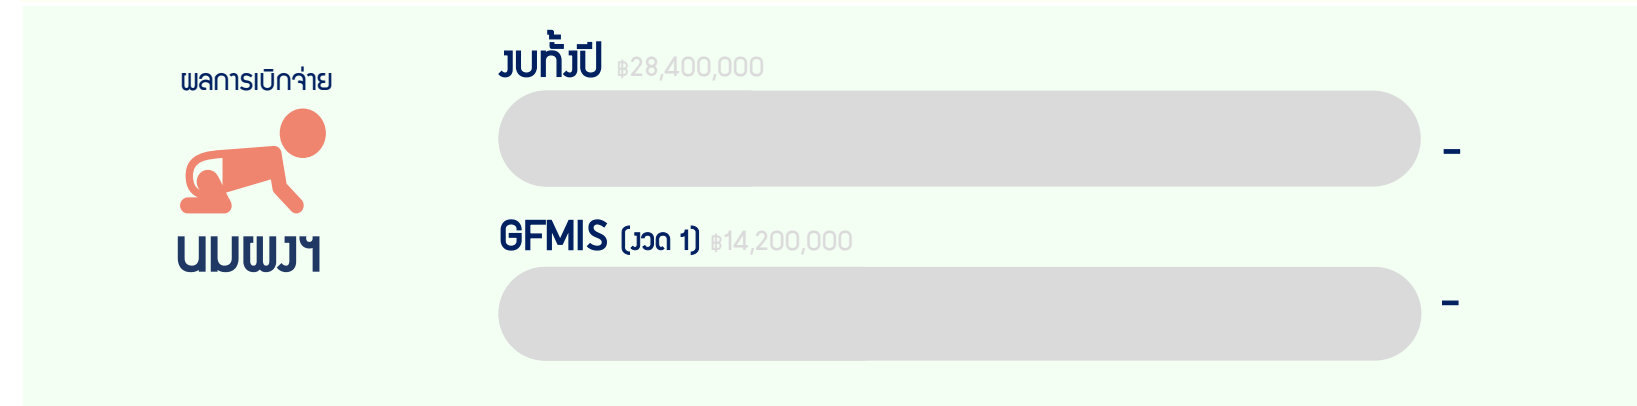 ผลการเบิกจ่าย
นมผงฯ
งบทั้งปี ฿28,400,000
-
GFMIS (งวด 1) ฿14,200,000
-